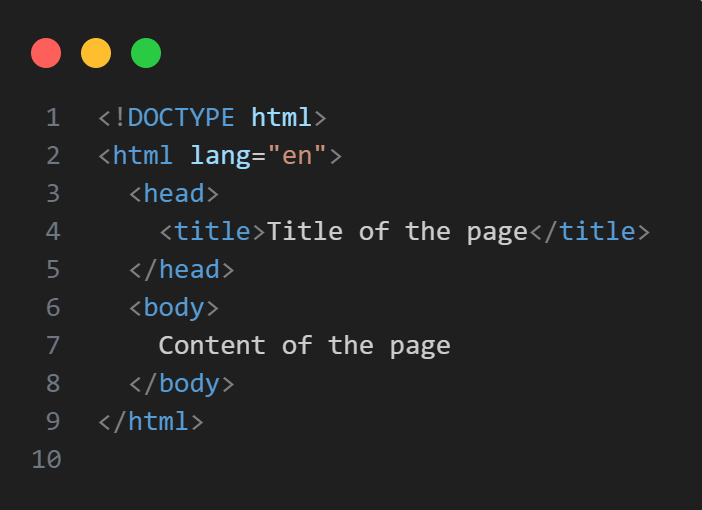 1 <!DOCTYPE html>
2 <html lang="en">
3   <head>
4     <title>Title of the page</title>
5   </head>
6   <body>
7     Content of the page
8   </body>
9 </html>
10